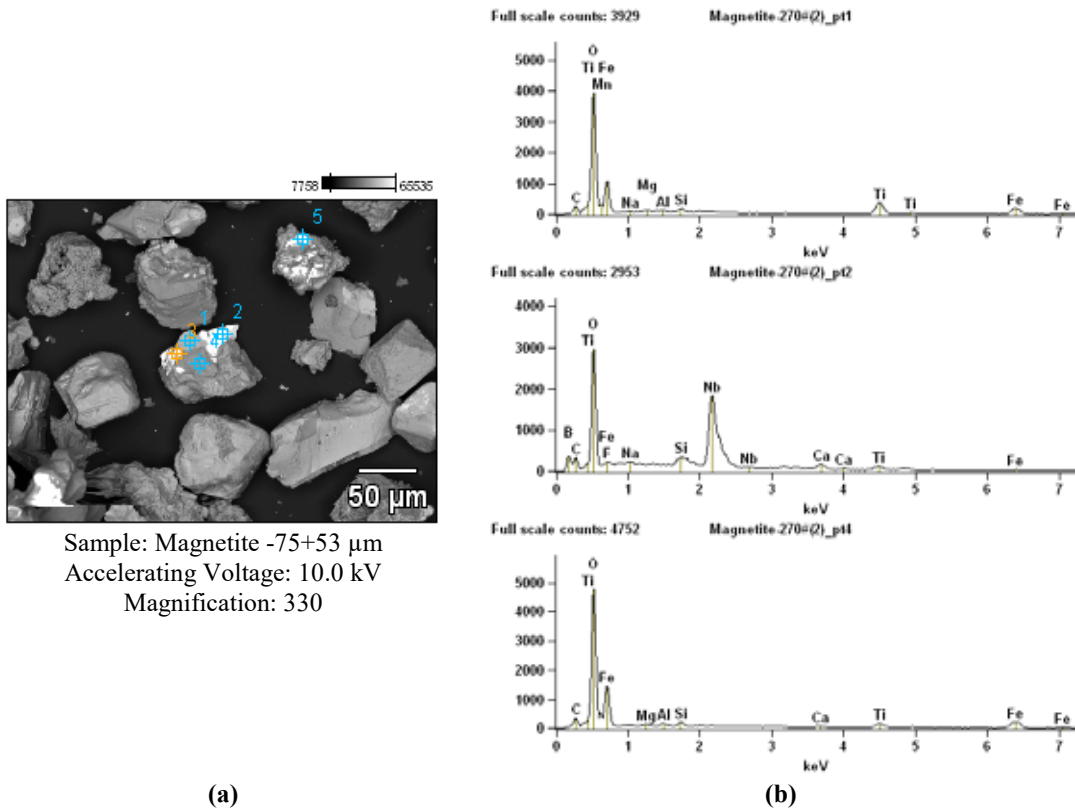 7758 65535
5
1 2
3 4
50 µm
Sample: Magnetite -75+53 µm
Accelerating Voltage: 10.0 kV
Magnification: 330
(a)
Full scale counts: 3929 Magnetite-270#(2)_pt1
5000
4000
3000
2000
1000
0
O
Ti Fe
Mn
C Na Mg Al Si Ti Ti Fe Fe
0 1 2 3 4 5 6 7
keV
Full scale counts: 2953 Magnetite-270#(2)_pt2
4000
3000
2000
1000
0
O
Ti
Nb
B Fe
C F Na Si Nb Ca Ca Ti Fe
0 1 2 3 4 5 6 7
keV
Full scale counts: 4752 Magnetite-270#(2)_pt4
5000
4000
3000
2000
1000
0
O
Ti
Fe
C Mg Al Si Ca Ti Fe Fe
0 1 2 3 4 5 6 7
keV
(b)